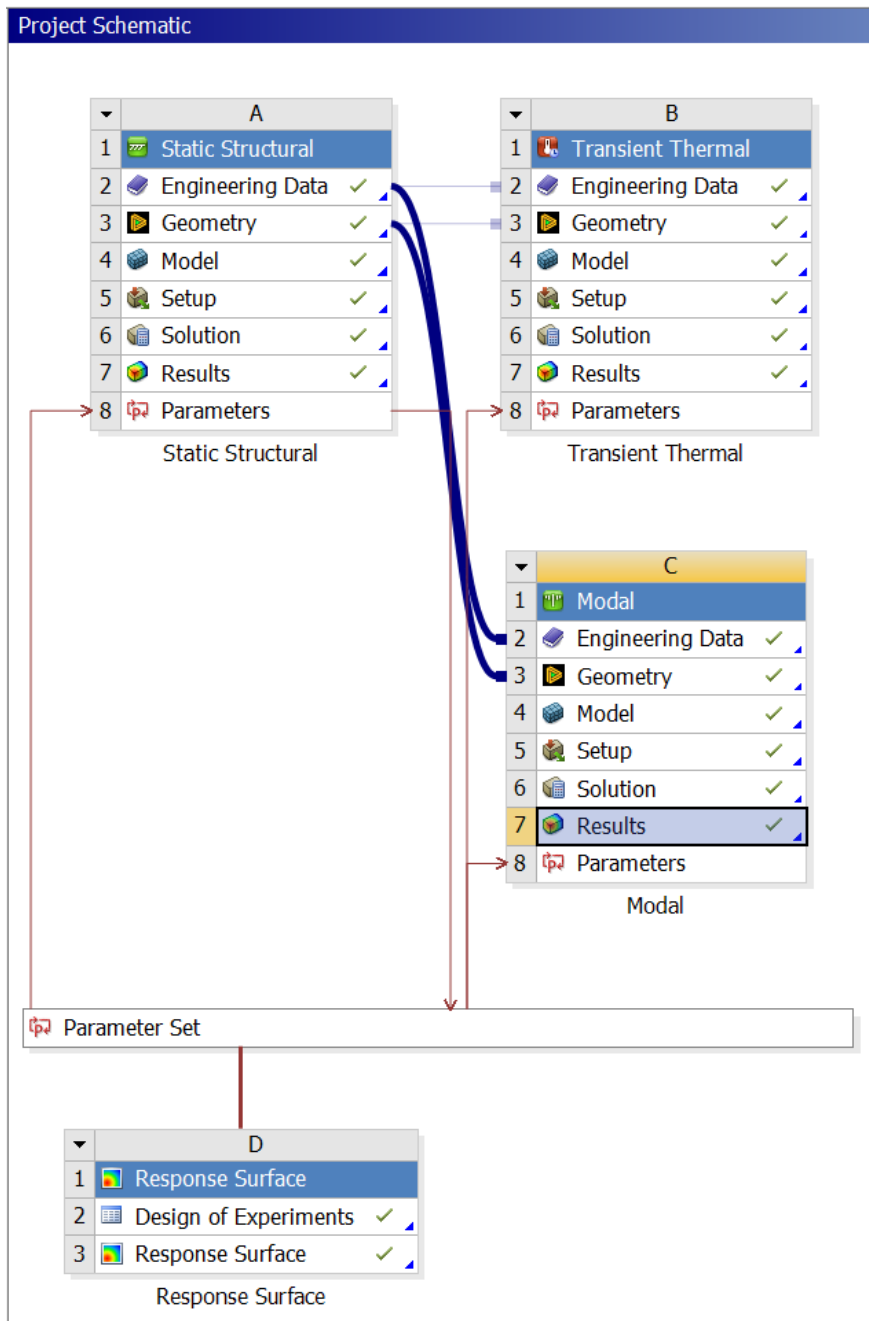 Project Schematic
A
1 Static Structural
2 Engineering Data
3 Geometry
4 Model
5 Setup
6 Solution
7 Results
8 Parameters
Static Structural
B
1 Transient Thermal
2 Engineering Data
3 Geometry
4 Model
5 Setup
6 Solution
7 Results
8 Parameters
Transient Thermal
C
1 Modal
2 Engineering Data
3 Geometry
4 Model
5 Setup
6 Solution
7 Results
8 Parameters
Modal
Parameter Set
D
1 Response Surface
2 Design of Experiments
3 Response Surface
Response Surface